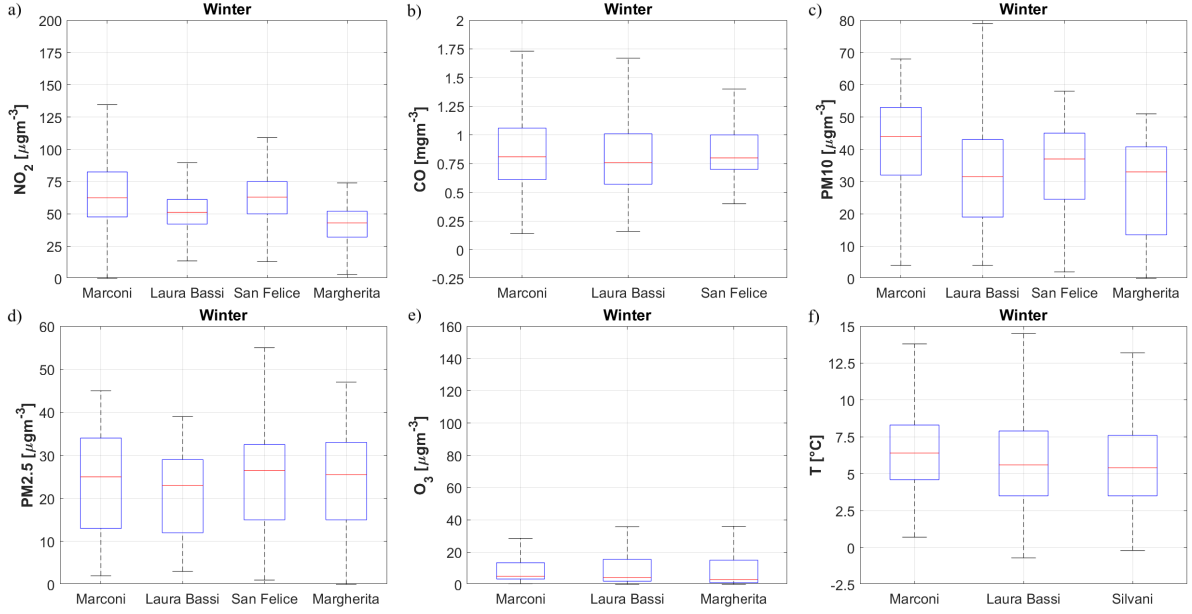 a) Winter
NO2 [μgm-3]
200
175
150
125
100
75
50
25
0
Marconi Laura Bassi San Felice Margherita
b) Winter
CO [mgm-3]
2
1.75
1.5
1.25
1
0.75
0.5
0.25
0
-0.25
Marconi Laura Bassi San Felice
c) Winter
PM10 [μgm-3]
80
70
60
50
40
30
20
10
0
Marconi Laura Bassi San Felice Margherita
d) Winter
PM2.5 [μgm-3]
60
50
40
30
20
10
0
Marconi Laura Bassi San Felice Margherita
e) Winter
O3 [μgm-3]
160
140
120
100
80
60
40
20
0
Marconi Laura Bassi Margherita
f) Winter
T [°C]
15
12.5
10
7.5
5
2.5
0
-2.5
Marconi Laura Bassi Silvani